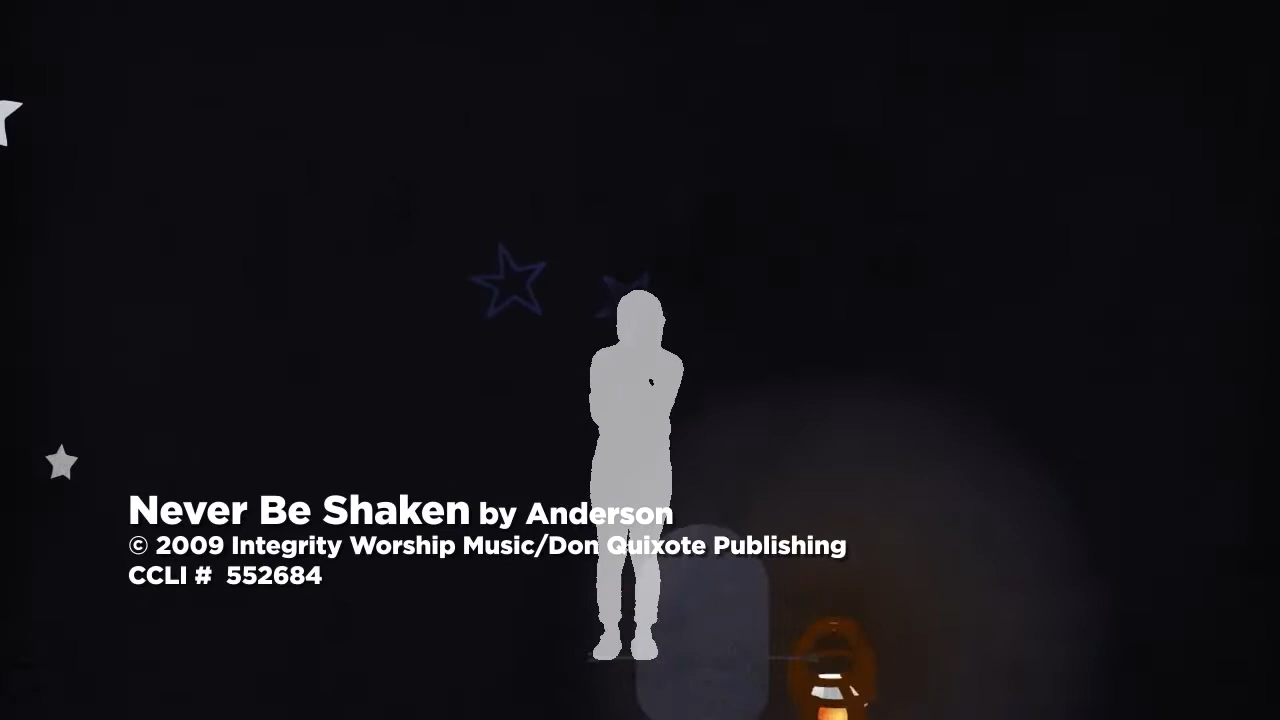 Never Be Shaken by Anderson
© 2009 Integrity Worship Music/Don Quixote Publishing
CCLI # 552684